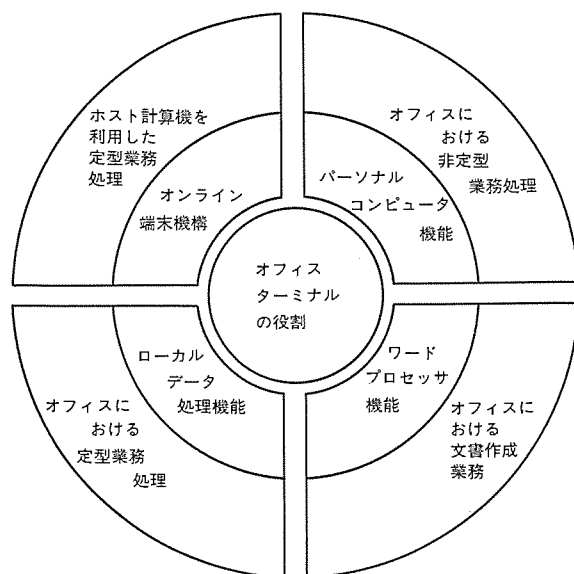 ホスト計算機を
利用した
定型業務
処理
オンライン
端末機構
オフィスに
おける
非定型
業務処理
パーソナル
コンピュータ
機能
オフィス
ターミナル
の役割
ローカル
データ
処理機能
オフィスに
おける
定型業務
処理
ワード
プロセッサ
機能
オフィスに
おける
文書作成
業務